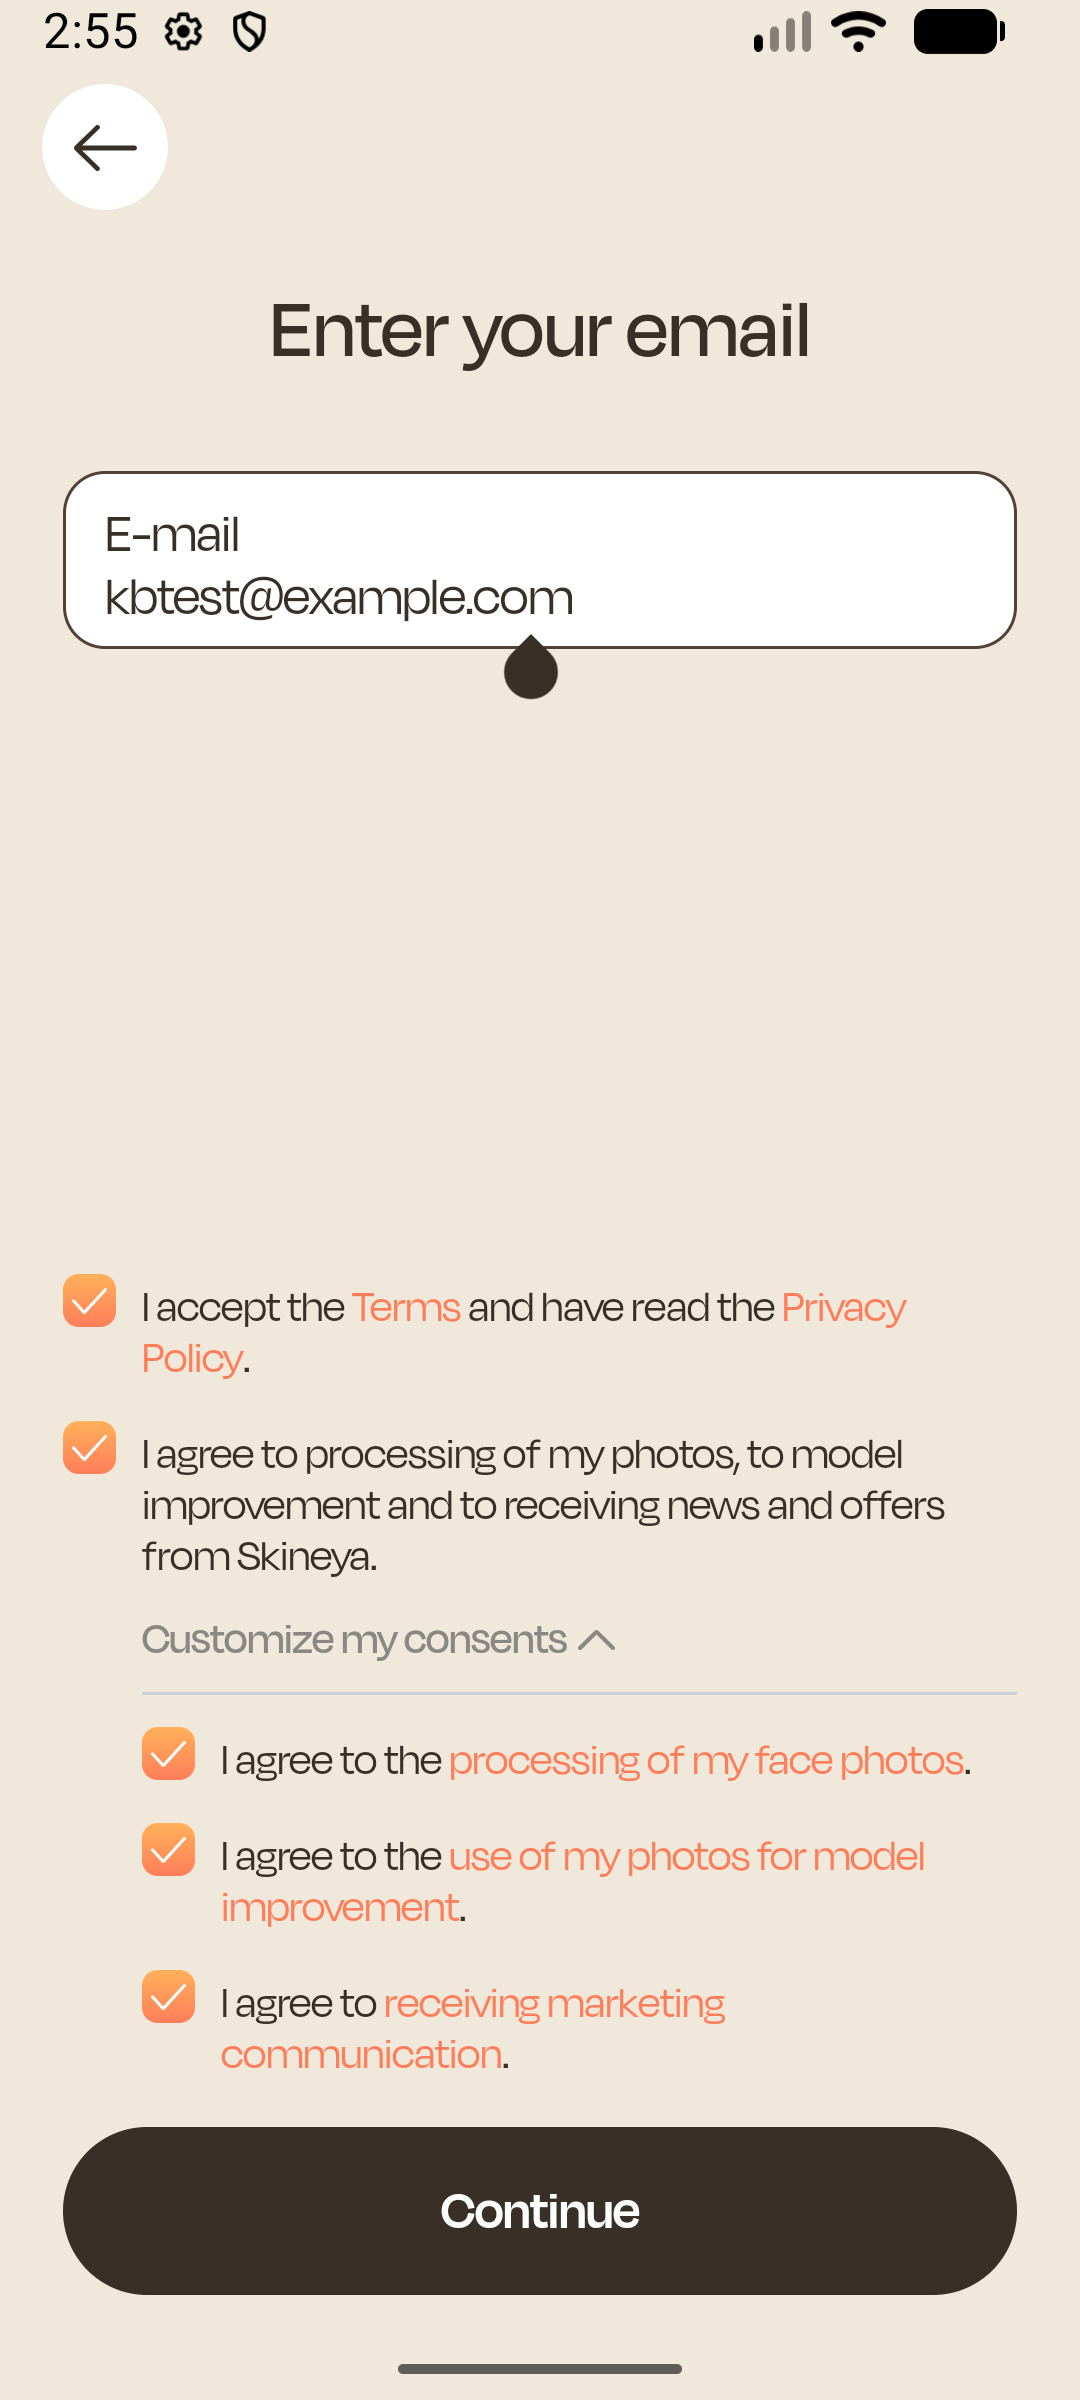 2:55
Enter your email
E-mail
kbtest@example.com
I accept the Terms and have read the Privacy
Policy.
I agree to processing of my photos, to model
improvement and to receiving news and offers
from Skineya.
Customize my consents
I agree to the processing of my face photos.
I agree to the use of my photos for model
improvement.
I agree to receiving marketing
communication.
Continue